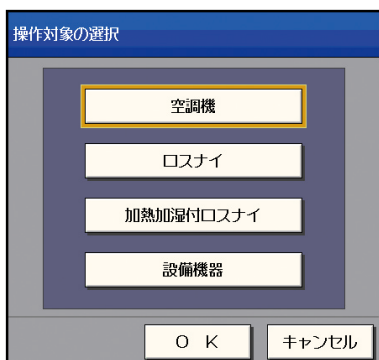 操作対象の選択
空調機
ロスナイ
加熱加湿付ロスナイ
設備機器
O K
キャンセル